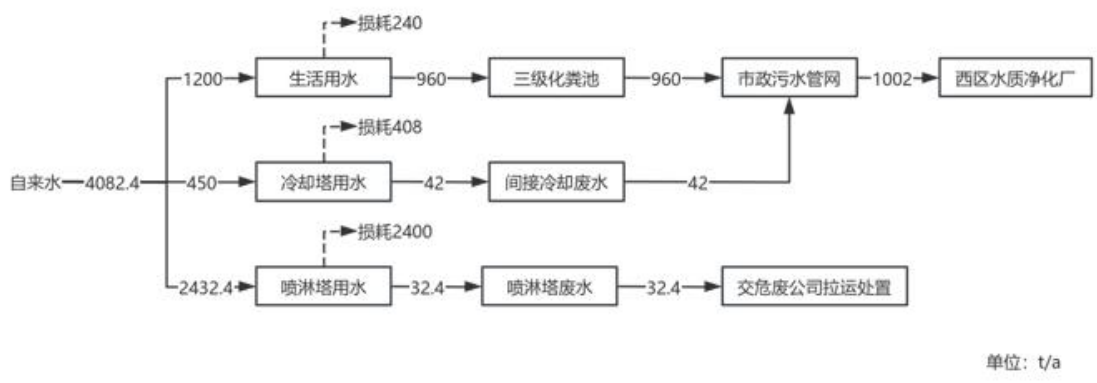 损耗240
1200 生活用水 960 三级化粪池 960 市政污水管网 1002 西区水质净化厂
损耗408
自来水 4082.4 450 冷却塔用水 42 间接冷却废水 42
损耗2400
2432.4 喷淋塔用水 32.4 喷淋塔废水 32.4 交危废公司拉运处置
单位：t/a